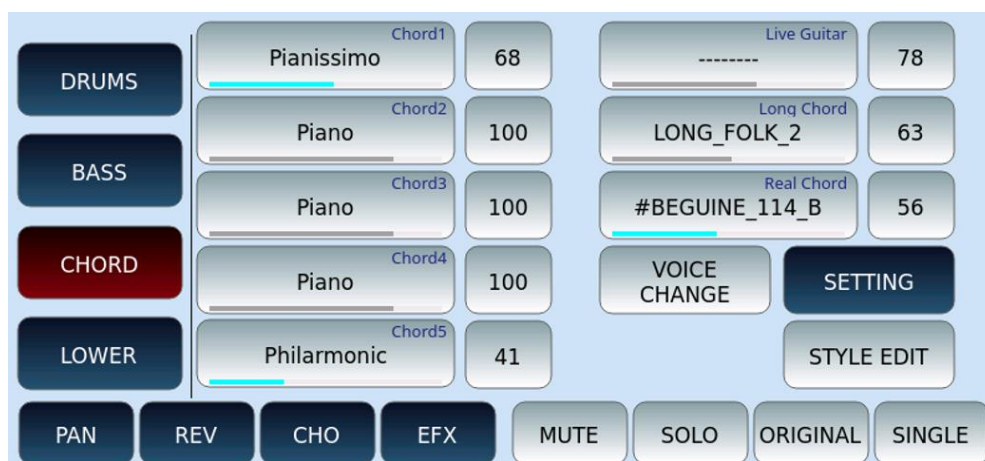 DRUMS
BASS
CHORD
LOWER
Chord1
Pianissimo
68
Chord2
Piano
100
Chord3
Piano
100
Chord4
Piano
100
Chord5
Philarmonic
41
Live Guitar
--------
78
Long Chord
LONG_FOLK_2
63
Real Chord
#BEGUINE_114_B
56
VOICE
CHANGE
SETTING
STYLE EDIT
PAN
REV
CHO
EFX
MUTE
SOLO
ORIGINAL
SINGLE